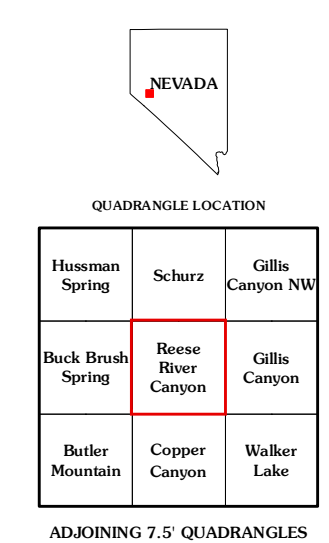 NEVADA
QUADRANGLE LOCATION
Hussman
Spring
Schurz
Gillis
Canyon NW
Buck Brush
Spring
Reese
River
Canyon
Gillis
Canyon
Butler
Mountain
Copper
Canyon
Walker
Lake
ADJOINING 7.5' QUADRANGLES